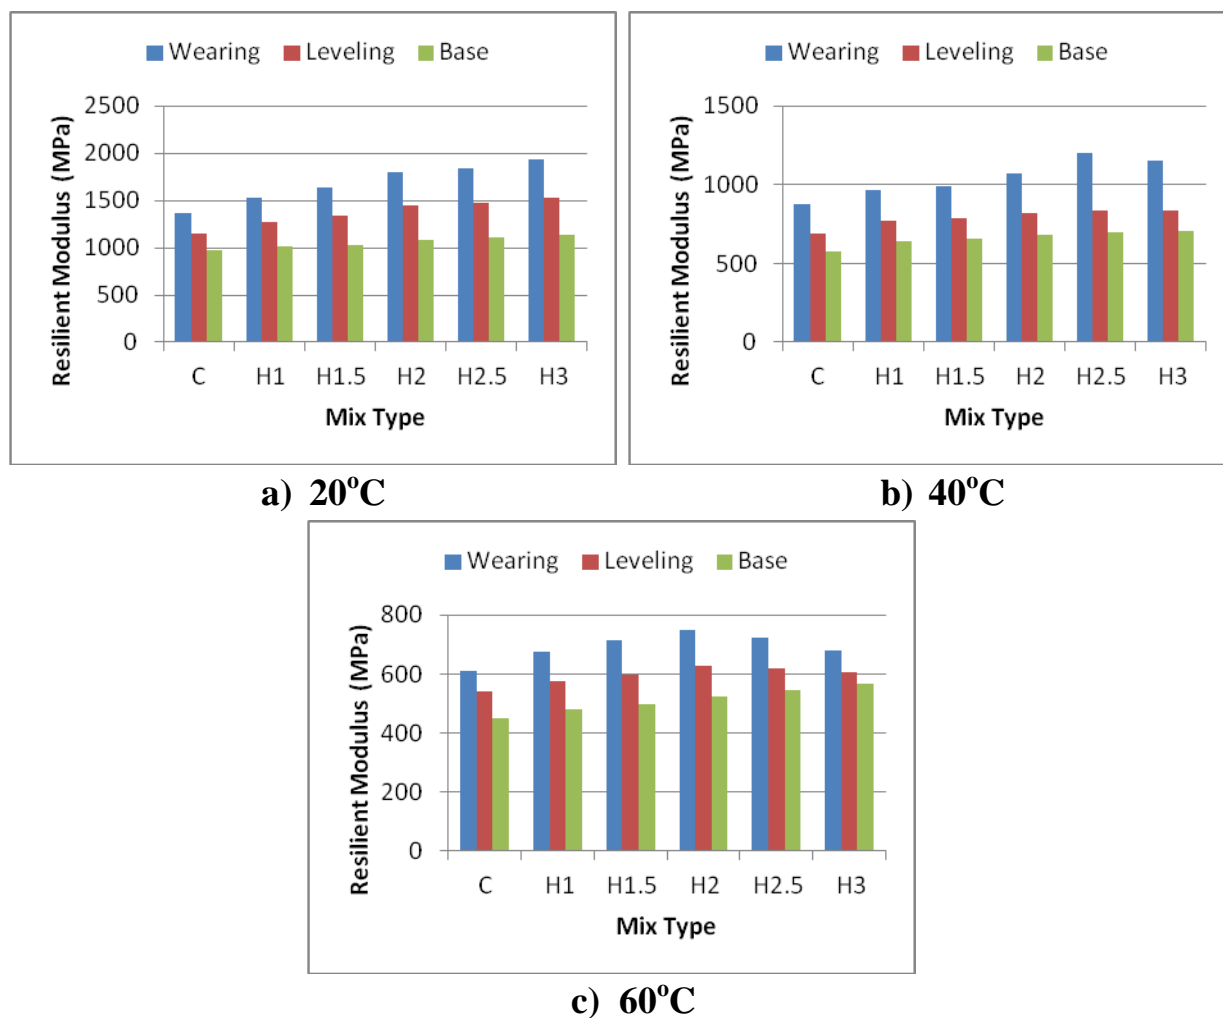 Wearing Leveling Base
Resilient Modulus (MPa)
2500
2000
1500
1000
500
0
C H1 H1.5 H2 H2.5 H3
Mix Type
a) 20°C
Wearing Leveling Base
Resilient Modulus (MPa)
1500
1000
500
0
C H1 H1.5 H2 H2.5 H3
Mix Type
b) 40°C
Wearing Leveling Base
Resilient Modulus (MPa)
800
600
400
200
0
C H1 H1.5 H2 H2.5 H3
Mix Type
c) 60°C